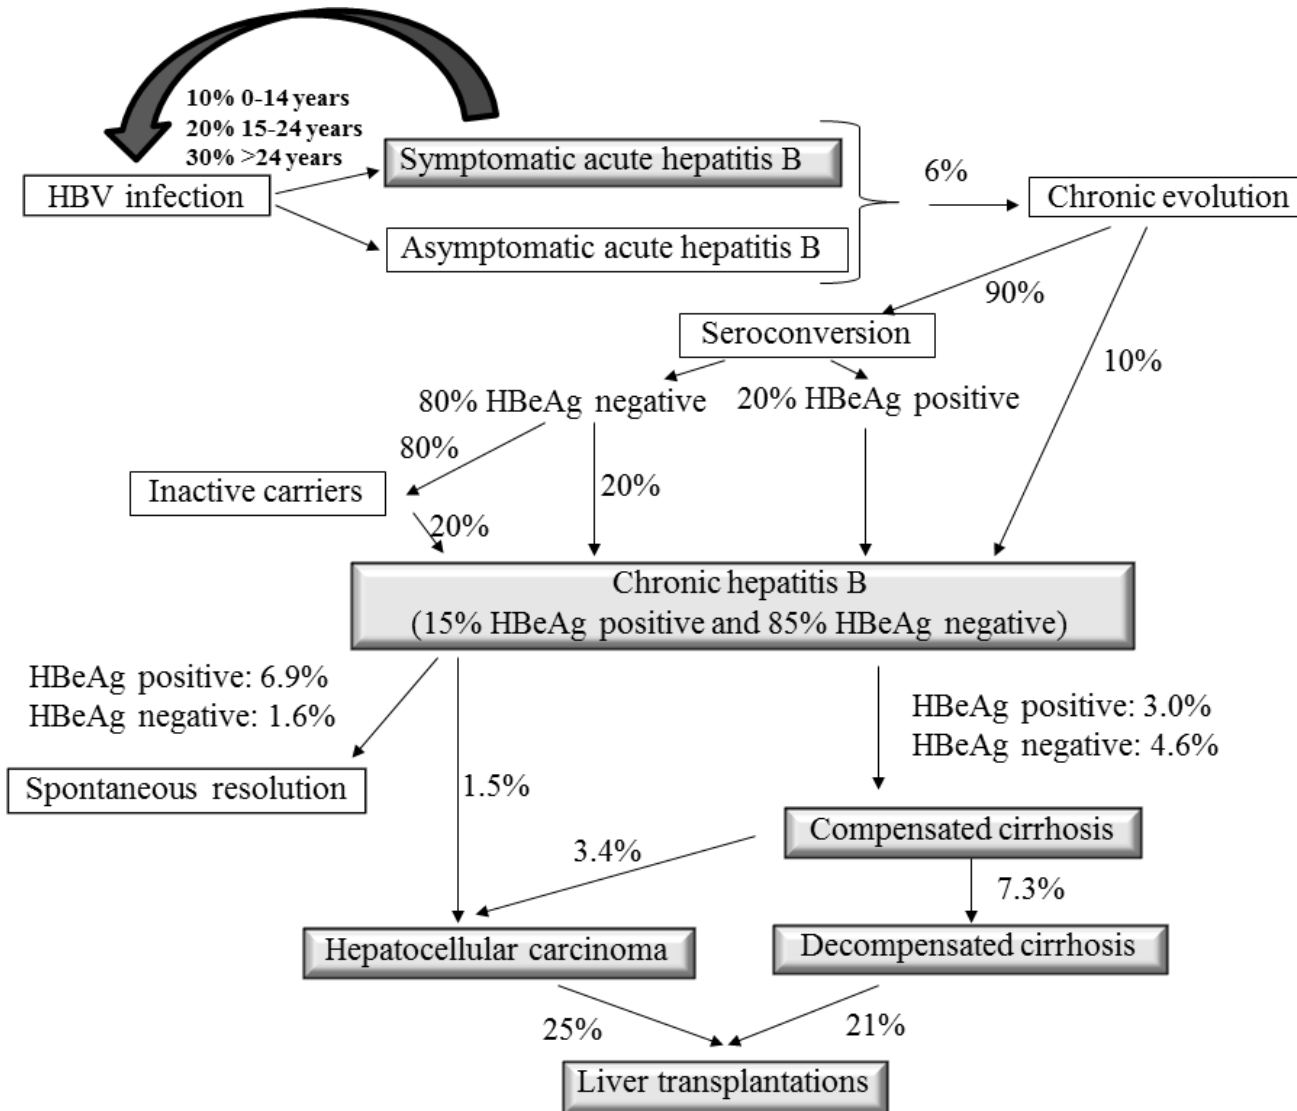 10% 0-14 years
20% 15-24 years
30% >24 years
HBV infection
Symptomatic acute hepatitis B
Asymptomatic acute hepatitis B
6%
Chronic evolution
90%
10%
Seroconversion
80% HBeAg negative
20% HBeAg positive
80%
20%
Inactive carriers
20%
Chronic hepatitis B
(15% HBeAg positive and 85% HBeAg negative)
HBeAg positive: 6.9%
HBeAg negative: 1.6%
HBeAg positive: 3.0%
HBeAg negative: 4.6%
Spontaneous resolution
1.5%
Compensated cirrhosis
3.4%
7.3%
Hepatocellular carcinoma
Decompensated cirrhosis
25%
21%
Liver transplantations